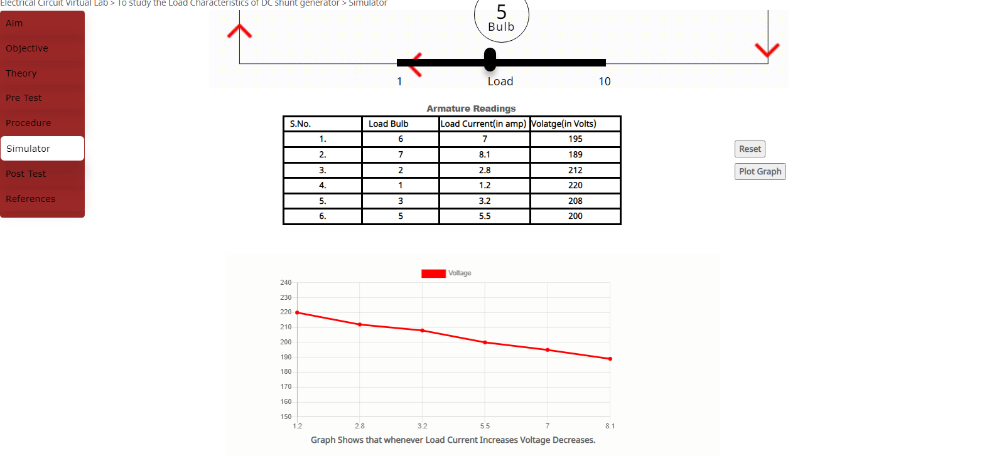 Electrical Circuit Virtual Lab > To study the Load Characteristics of DC shunt generator > Simulator
Aim
Objective
Theory
Pre Test
Procedure
Simulator
Post Test
References
5
Bulb
1 Load 10
Armature Readings
S.No. Load Bulb Load Current(in amp) Volatge(in Volts)
1. 6 7 195
2. 7 8.1 189
3. 2 2.8 212
4. 1 1.2 220
5. 3 3.2 208
6. 5 5.5 200
Reset
Plot Graph
Voltage
240
230
220
210
200
190
180
170
160
150
1.2 2.8 3.2 5.5 7 8.1
Graph Shows that whenever Load Current Increases Voltage Decreases.